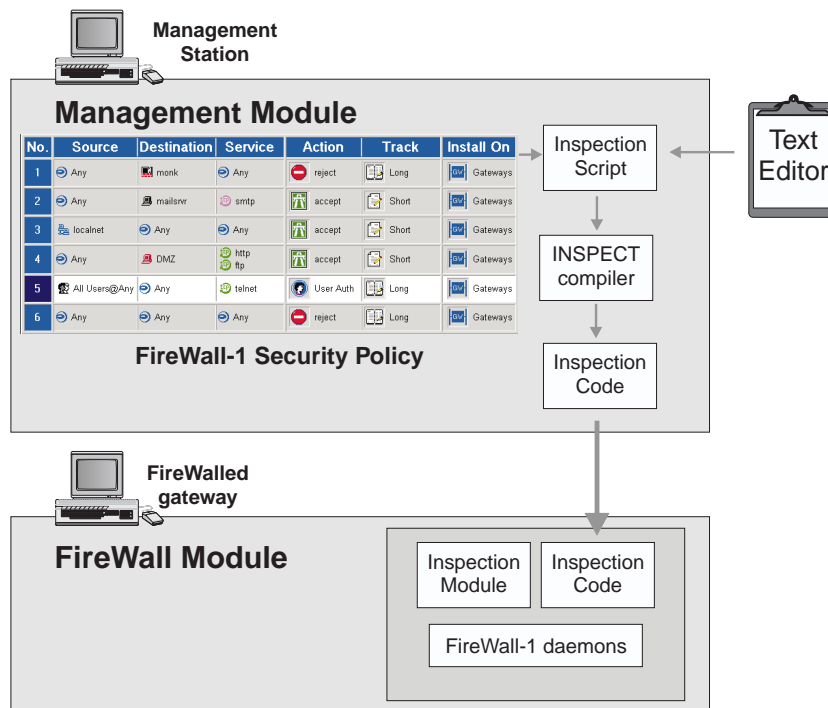 Management
Station
Management Module
No. Source Destination Service Action Track Install On
1 Any monk Any reject Long Gateways
2 Any mailsrvr smtp accept Short Gateways
3 localnet Any Any accept Short Gateways
4 Any DMZ http ftp accept Short Gateways
5 All Users@Any Any telnet User Auth Long Gateways
6 Any Any Any reject Long Gateways
FireWall-1 Security Policy
Inspection
Script
Text
Editor
INSPECT
compiler
Inspection
Code
FireWalled
gateway
FireWall Module
Inspection
Module
Inspection
Code
FireWall-1 daemons